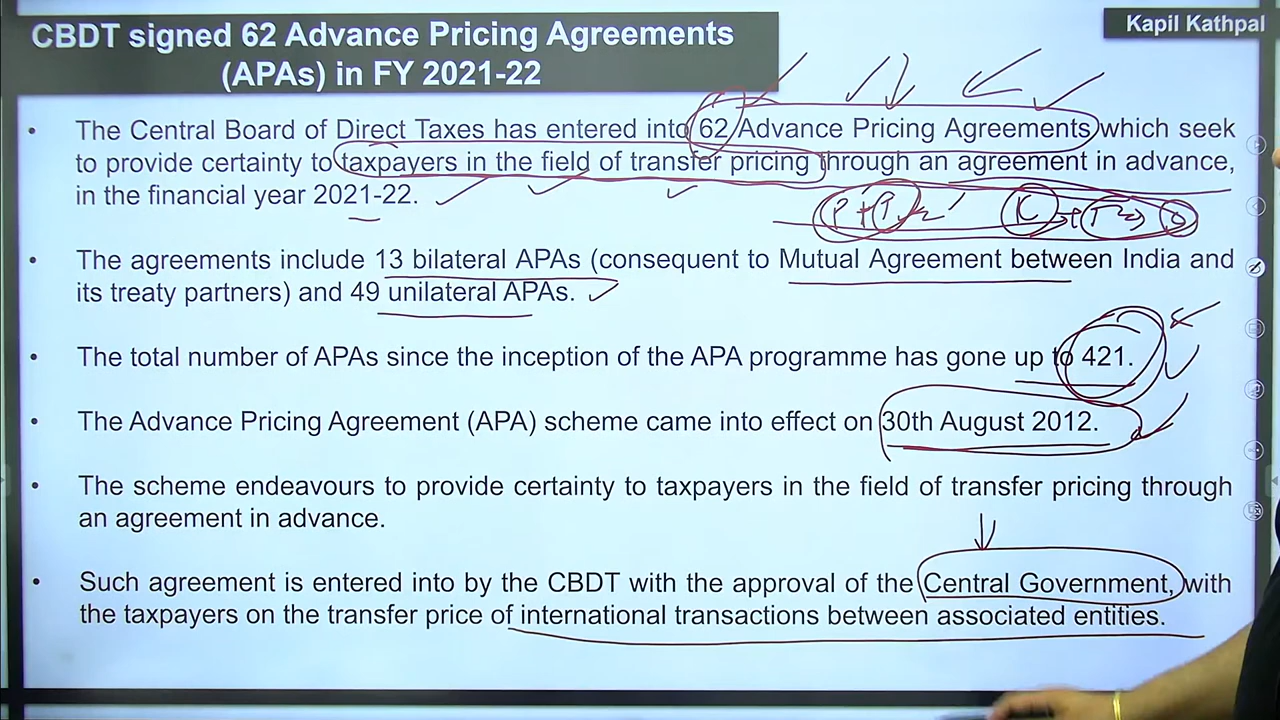 CBDT signed 62 Advance Pricing Agreements
(APAs) in FY 2021-22
Kapil Kathpal
• The Central Board of Direct Taxes has entered into 62 Advance Pricing Agreements which seek
to provide certainty to taxpayers in the field of transfer pricing through an agreement in advance,
in the financial year 2021-22.
• The agreements include 13 bilateral APAs (consequent to Mutual Agreement between India and
its treaty partners) and 49 unilateral APAs.
• The total number of APAs since the inception of the APA programme has gone up to 421.
• The Advance Pricing Agreement (APA) scheme came into effect on 30th August 2012.
• The scheme endeavours to provide certainty to taxpayers in the field of transfer pricing through
an agreement in advance.
• Such agreement is entered into by the CBDT with the approval of the Central Government, with
the taxpayers on the transfer price of international transactions between associated entities.